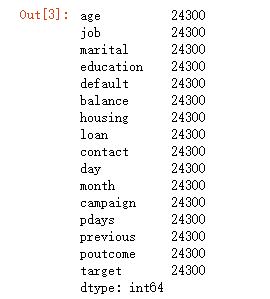 Out[3]: age 24300
job 24300
marital 24300
education 24300
default 24300
balance 24300
housing 24300
loan 24300
contact 24300
day 24300
month 24300
campaign 24300
pdays 24300
previous 24300
poutcome 24300
target 24300
dtype: int64